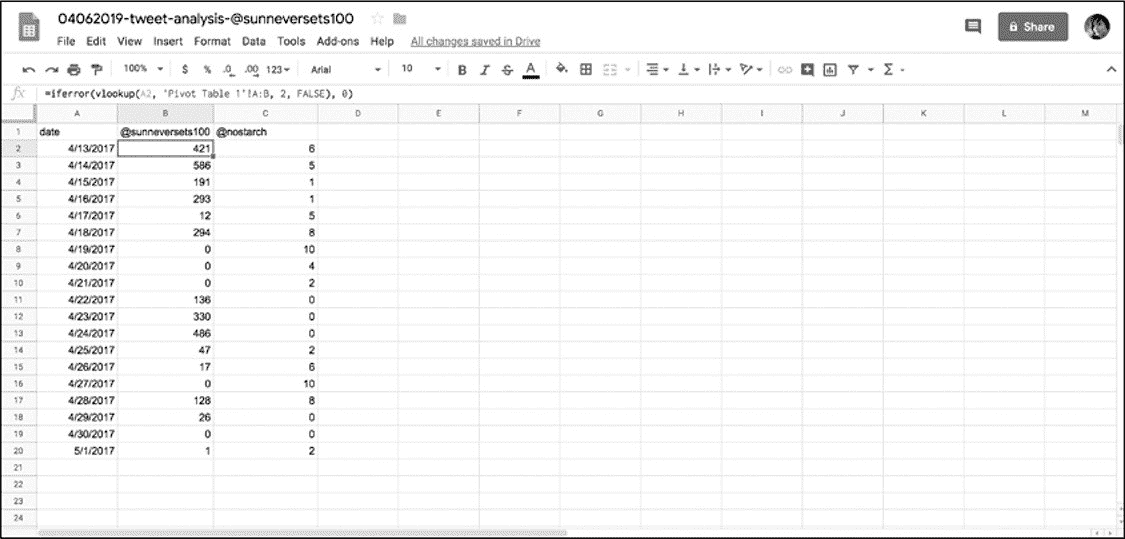 04062019-tweet-analysis-@sunneversets100
File Edit View Insert Format Data Tools Add-ons Help All changes saved in Drive
Share
100% $ % .0 .00 123 Arial 10 B I S A Σ
fx =iferror(vlookup(A2, 'Pivot Table 1'!A:B, 2, FALSE), 0)
A B C D E F G H I J K L M
1 date @sunneversets100 @nostarch
2 4/13/2017 421 6
3 4/14/2017 586 5
4 4/15/2017 191 1
5 4/16/2017 293 1
6 4/17/2017 12 5
7 4/18/2017 294 8
8 4/19/2017 0 10
9 4/20/2017 0 4
10 4/21/2017 0 2
11 4/22/2017 136 0
12 4/23/2017 330 0
13 4/24/2017 486 0
14 4/25/2017 47 2
15 4/26/2017 17 6
16 4/27/2017 0 10
17 4/28/2017 128 8
18 4/29/2017 26 0
19 4/30/2017 0 0
20 5/1/2017 1 2
21
22
23
24